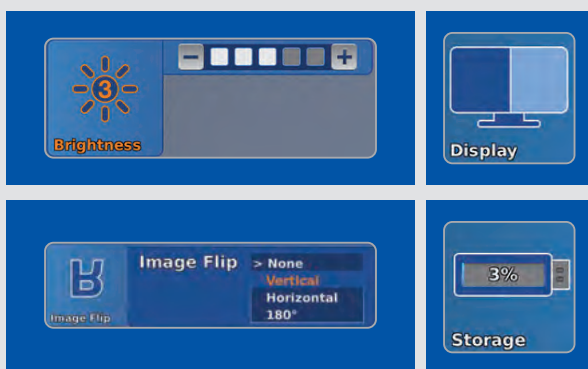 3
Brightness
Display
Image Flip
> None
Vertical
Horizontal
180°
Image Flip
3%
Storage